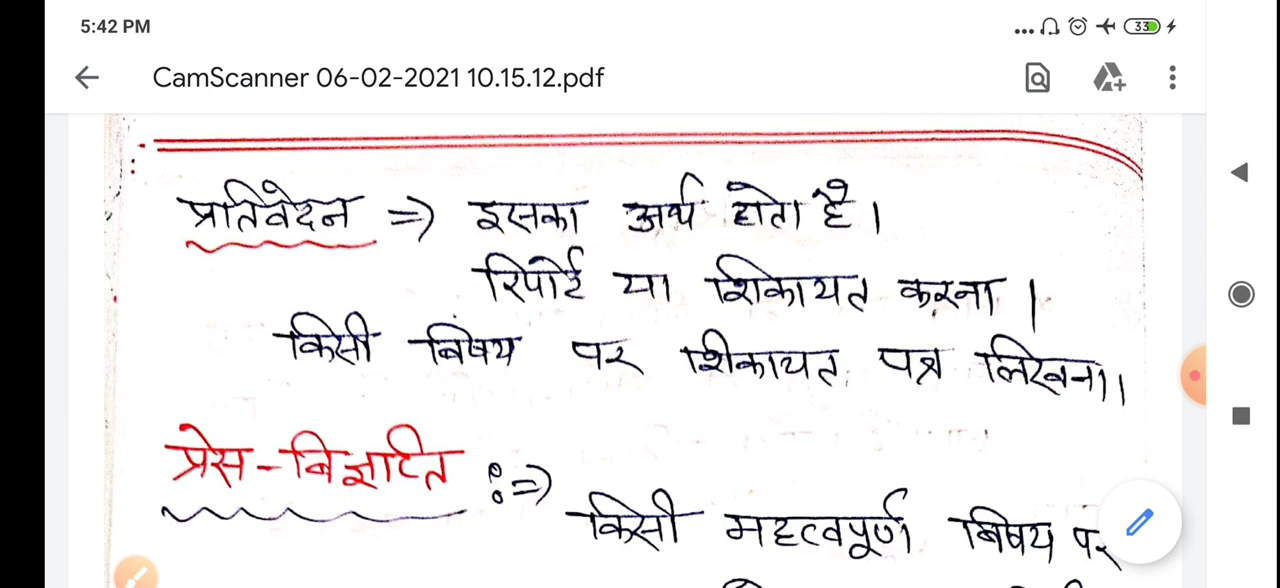 5:42 PM
... 33
CamScanner 06-02-2021 10.15.12.pdf
प्रतिवेदन => इसका अर्थ होता है।
रिपोर्ट या शिकायत करना।
किसी बिषय पर शिकायत पत्र लिखना।
प्रेस-बिज्ञप्ति :=>
किसी महत्वपूर्ण बिषय पर